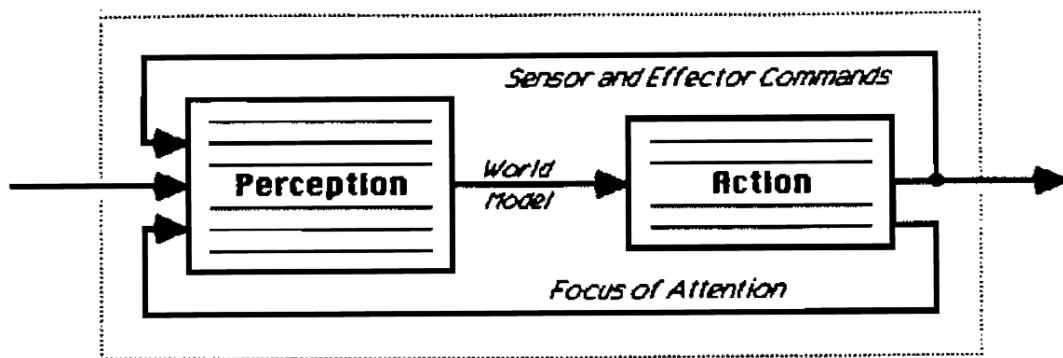 Sensor and Effector Commands
Perception
World
Model
Action
Focus of Attention